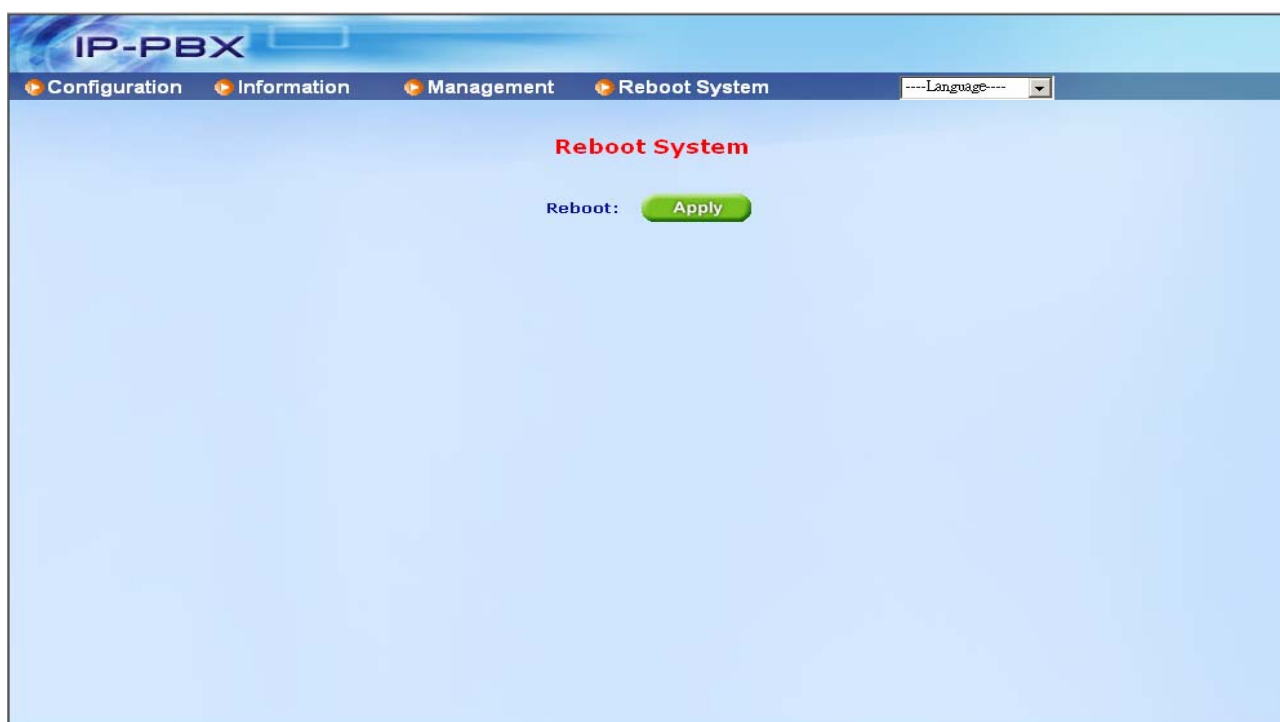 IP-PBX
Configuration Information Management Reboot System ----Language----
Reboot System
Reboot: Apply